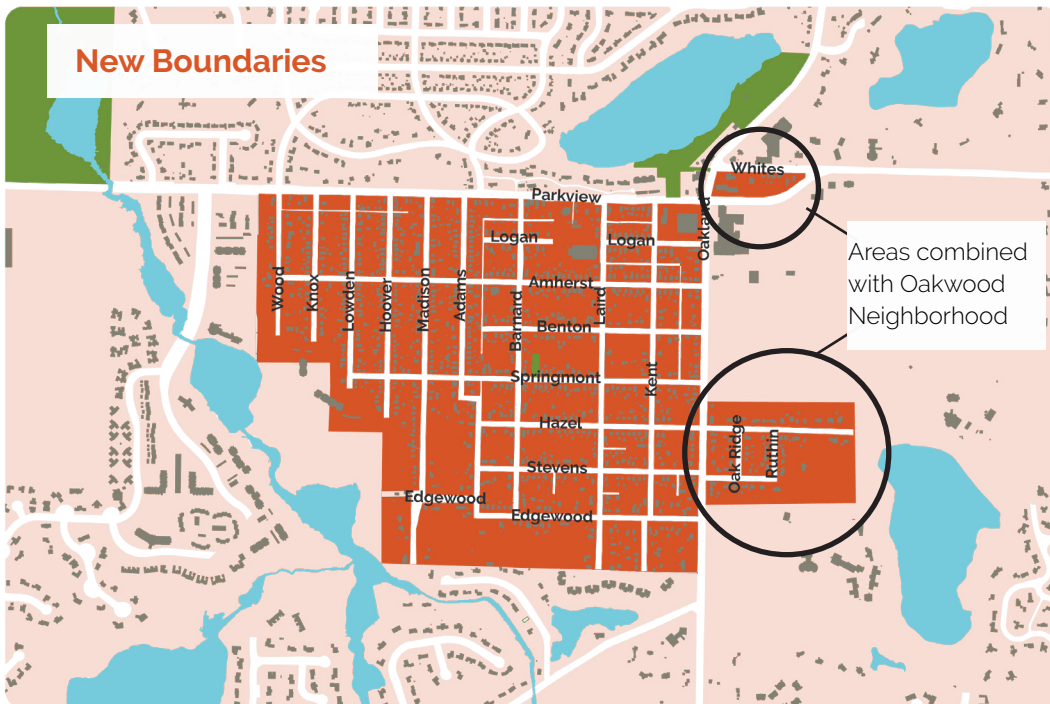 New Boundaries
Whites
Parkview
Oakland
Logan
Logan
Areas combined
with Oakwood
Neighborhood
Wood
Knox
Lowden
Hoover
Madison
Adams
Amherst
Barnard
Laird
Benton
Springmont
Kent
Hazel
Oak Ridge
Ruthin
Stevens
Edgewood
Edgewood